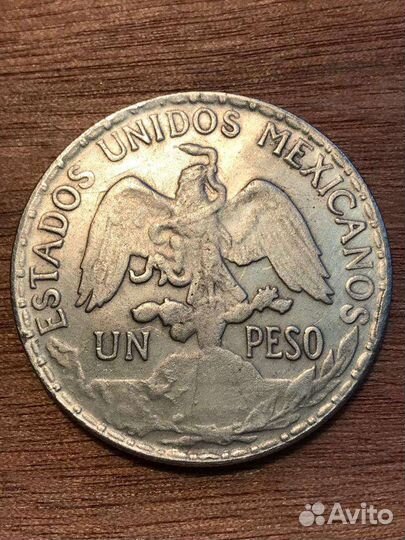 ESTADOS UNIDOS MEXICANOS
UN PESO
Avito